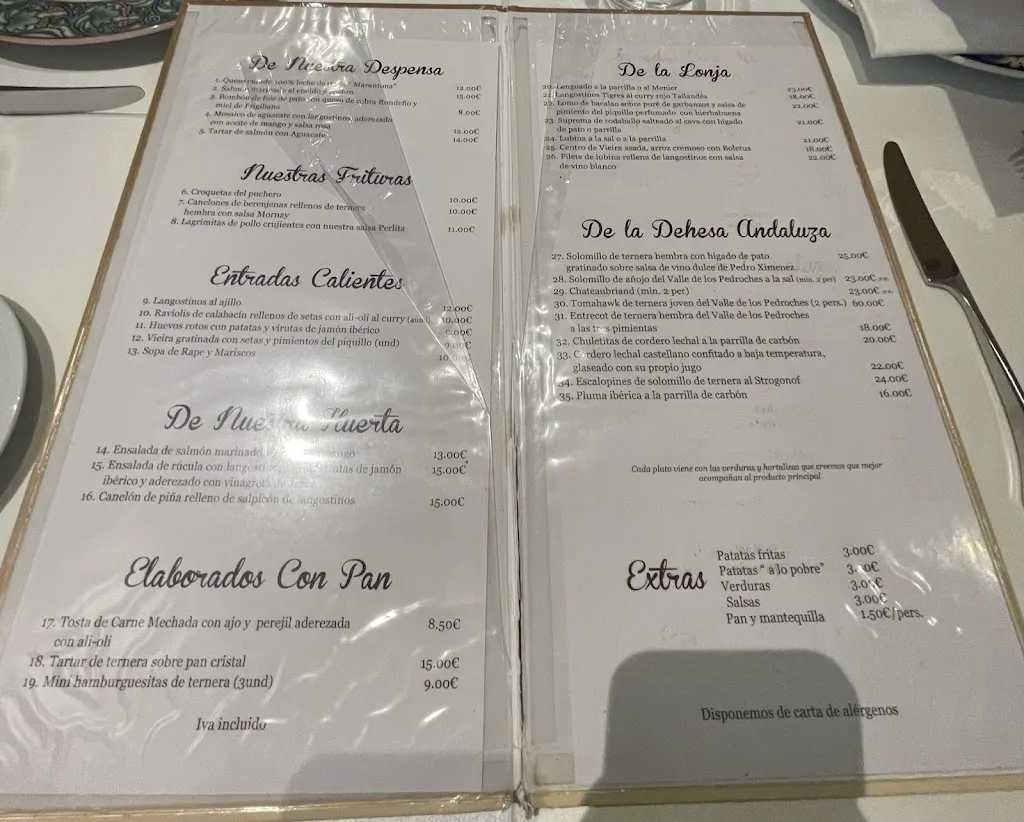 De Nuestra Despensa
1. Queso 100% leche de "Marantona"
2. Salmón marinado al eneldo y 12.00€
3. Bombón de foie de pato con queso de cabra Rondeño y 15.00€
miel de Frigiliana 8.00€
4. Mosaico de aguacate con langostinos, aderezado
con aceite de mango y salsa rosa 12.00€
5. Tartar de salmón con Aguacate 14.00€
Nuestras Frituras
6. Croquetas del puchero 10.00€
7. Canelones de berenjenas rellenos de ternera
hembra con salsa Mornay 10.00€
8. Lagrimitas de pollo crujientes con nuestra salsa Perlita 11.00€
Entradas Calientes
9. Langostinos al ajillo 12.00€
10. Raviolis de calabacín rellenos de setas con ali-oli al curry (4und) 10.00€
11. Huevos rotos con patatas y virutas de jamón ibérico 9.00€
12. Vieira gratinada con setas y pimientos del piquillo (und) 9.00€
13. Sopa de Rape y Mariscos 10.00€
De Nuestra Huerta
14. Ensalada de salmón marinado 13.00€
15. Ensalada de rúcula con langostinos, virutas de jamón 15.00€
ibérico y aderezado con vinagreta de
16. Canelón de piña relleno de salpicón de langostinos 15.00€
Elaborados Con Pan
17. Tosta de Carne Mechada con ajo y perejil aderezada 8.50€
con ali-oli
18. Tartar de ternera sobre pan cristal 15.00€
19. Mini hamburguesitas de ternera (3und) 9.00€
Iva incluido
De la Lonja
20. Lenguado a la parrilla o al Menier 23.00€
21. Langostinos Tigres al curry rojo Tailandés 18.00€
22. Lomo de bacalao sobre puré de garbanzos y salsa de 22.00€
pimiento del piquillo perfumado con hierbabuena
23. Suprema de rodaballo salteado al cava con higado 21.00€
de pato o parrilla
24. Lubina a la sal o a la parrilla 21.00€
25. Centro de Vieira asada, arroz cremoso con Boletus 18.00€
26. Filete de lubina rellena de langostinos con salsa 22.00€
de vino blanco
De la Dehesa Andaluza
27. Solomillo de ternera hembra con higado de pato 25.00€
gratinado sobre salsa de vino dulce de Pedro Ximenez
28. Solomillo de añojo del Valle de los Pedroches a la sal (min. 2 per) 23.00€
29. Chateaubriand (min. 2 per) 23.00€
30. Tomahawk de ternera joven del Valle de los Pedroches (2 pers.) 60.00€
31. Entrecot de ternera hembra del Valle de los Pedroches
a las tres pimientas 18.00€
32. Chuletitas de cordero lechal a la parrilla de carbón 20.00€
33. Cordero lechal castellano confitado a baja temperatura,
glaseado con su propio jugo 22.00€
34. Escalopines de solomillo de ternera al Strogonof 24.00€
35. Pluma ibérica a la parrilla de carbón 16.00€
Cada plato viene con las verduras y hortalizas que creemos que mejor
acompañan al producto principal
Extras
Patatas fritas 3.00€
Patatas " a lo pobre" 3.00€
Verduras 3.00€
Salsas 3.00€
Pan y mantequilla 1.50€/pers.
Disponemos de carta de alérgenos